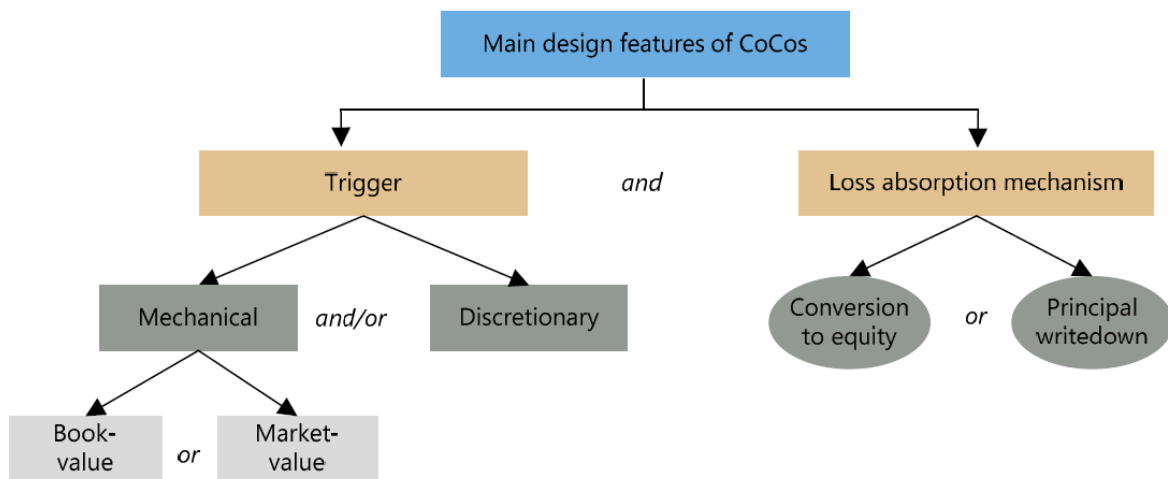 Main design features of CoCos
Trigger
and
Loss absorption mechanism
Mechanical
and/or
Discretionary
Conversion
to equity
or
Principal
writedown
Book-
value
or
Market-
value